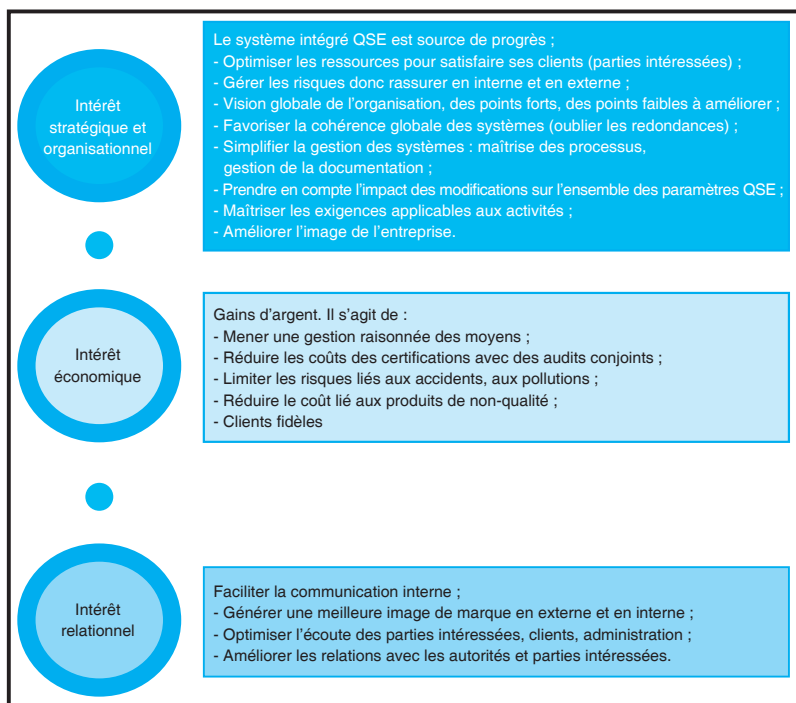 Intérêt
stratégique et
organisationnel
Le système intégré QSE est source de progrès ;
- Optimiser les ressources pour satisfaire ses clients (parties intéressées) ;
- Gérer les risques donc rassurer en interne et en externe ;
- Vision globale de l’organisation, des points forts, des points faibles à améliorer ;
- Favoriser la cohérence globale des systèmes (oublier les redondances) ;
- Simplifier la gestion des systèmes : maîtrise des processus,
gestion de la documentation ;
- Prendre en compte l’impact des modifications sur l’ensemble des paramètres QSE ;
- Maîtriser les exigences applicables aux activités ;
- Améliorer l’image de l’entreprise.
Intérêt
économique
Gains d’argent. Il s’agit de :
- Mener une gestion raisonnée des moyens ;
- Réduire les coûts des certifications avec des audits conjoints ;
- Limiter les risques liés aux accidents, aux pollutions ;
- Réduire le coût lié aux produits de non-qualité ;
- Clients fidèles
Intérêt
relationnel
Faciliter la communication interne ;
- Générer une meilleure image de marque en externe et en interne ;
- Optimiser l’écoute des parties intéressées, clients, administration ;
- Améliorer les relations avec les autorités et parties intéressées.